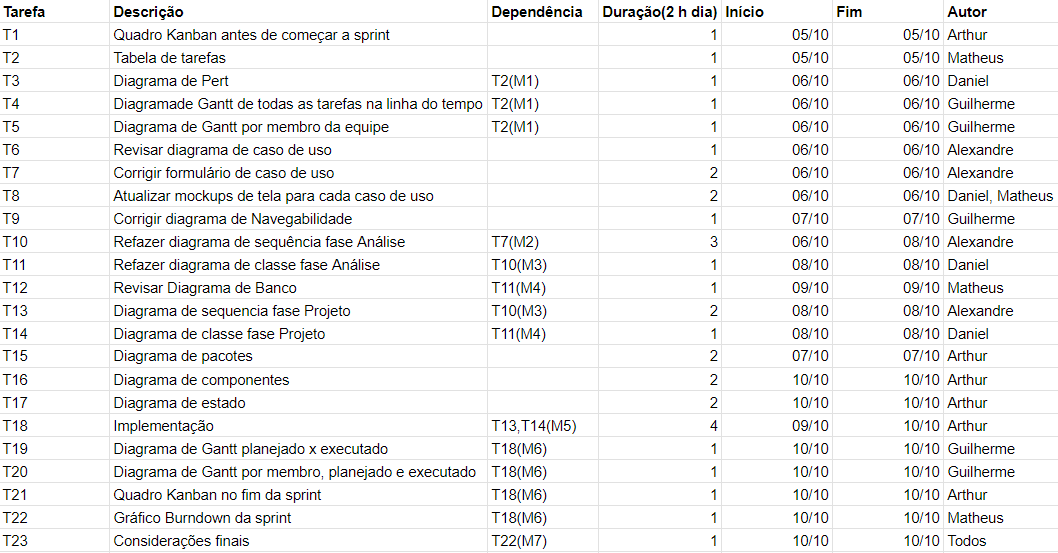 Tarefa Descrição Dependência Duração(2 h dia) Início Fim Autor
T1 Quadro Kanban antes de começar a sprint 1 05/10 05/10 Arthur
T2 Tabela de tarefas 1 05/10 05/10 Matheus
T3 Diagrama de Pert T2(M1) 1 06/10 06/10 Daniel
T4 Diagramade Gantt de todas as tarefas na linha do tempo T2(M1) 1 06/10 06/10 Guilherme
T5 Diagrama de Gantt por membro da equipe T2(M1) 1 06/10 06/10 Guilherme
T6 Revisar diagrama de caso de uso 1 06/10 06/10 Alexandre
T7 Corrigir formulário de caso de uso 2 06/10 06/10 Alexandre
T8 Atualizar mockups de tela para cada caso de uso 2 06/10 06/10 Daniel, Matheus
T9 Corrigir diagrama de Navegabilidade 1 07/10 07/10 Guilherme
T10 Refazer diagrama de sequência fase Análise T7(M2) 3 06/10 08/10 Alexandre
T11 Refazer diagrama de classe fase Análise T10(M3) 1 08/10 08/10 Daniel
T12 Revisar Diagrama de Banco T11(M4) 1 09/10 09/10 Matheus
T13 Diagrama de sequencia fase Projeto T10(M3) 2 08/10 08/10 Alexandre
T14 Diagrama de classe fase Projeto T11(M4) 1 08/10 08/10 Daniel
T15 Diagrama de pacotes 2 07/10 07/10 Arthur
T16 Diagrama de componentes 2 10/10 10/10 Arthur
T17 Diagrama de estado 2 10/10 10/10 Arthur
T18 Implementação T13,T14(M5) 4 09/10 10/10 Arthur
T19 Diagrama de Gantt planejado x executado T18(M6) 1 10/10 10/10 Guilherme
T20 Diagrama de Gantt por membro, planejado e executado T18(M6) 1 10/10 10/10 Guilherme
T21 Quadro Kanban no fim da sprint T18(M6) 1 10/10 10/10 Arthur
T22 Gráfico Burndown da sprint T18(M6) 1 10/10 10/10 Matheus
T23 Considerações finais T22(M7) 1 10/10 10/10 Todos